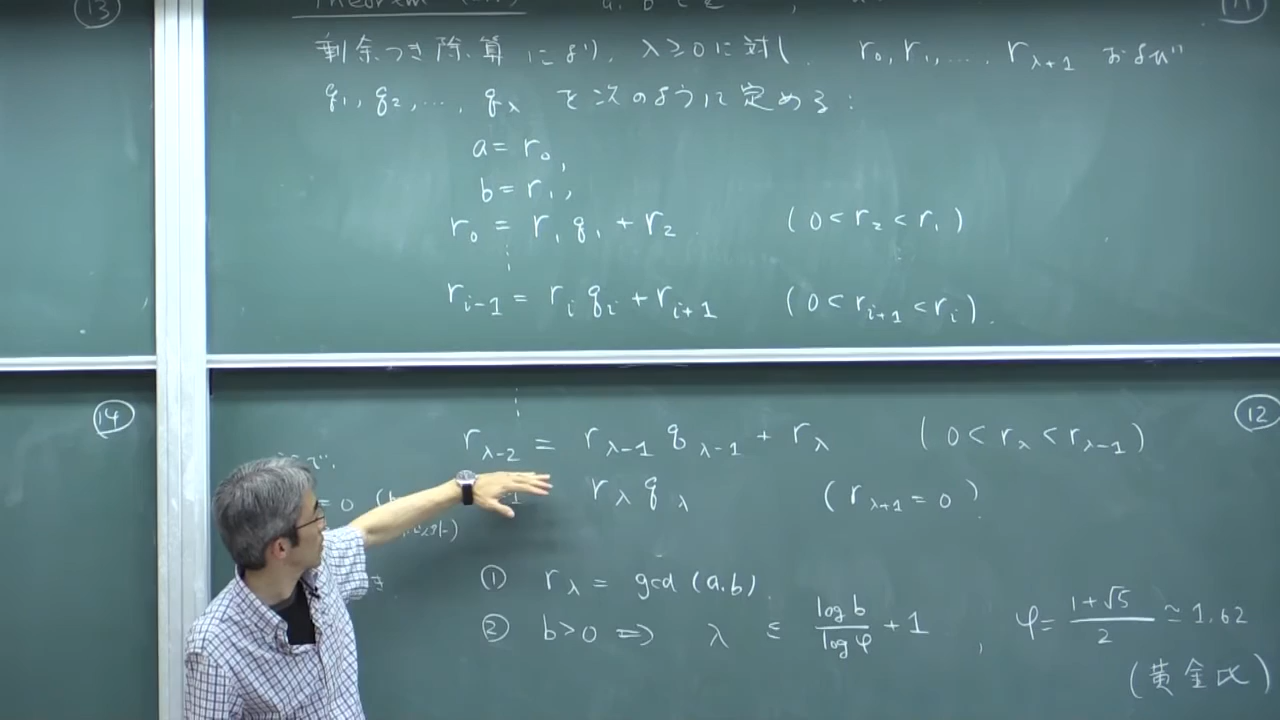 ⑬
⑪
Theorem
剰余つき除算により, λ≥0に対し, r₀, r₁, …, r_{λ+1} および
q₁, q₂, …, q_λ を次のように定める:
a = r₀,
b = r₁,
r₀ = r₁q₁ + r₂ (0 < r₂ < r₁)
⋮
r_{i-1} = r_i q_i + r_{i+1} (0 < r_{i+1} < r_i).
⋮
⑭
⑫
r_{λ-2} = r_{λ-1} q_{λ-1} + r_λ (0 < r_λ < r_{λ-1})
r_λ q_λ (r_{λ+1} = 0).
= 0
① r_λ = gcd(a,b).
② b>0 ⇒ λ ≤ \frac{log b}{log φ} + 1, φ = \frac{1+√5}{2} ≃ 1.62
(黄金比)